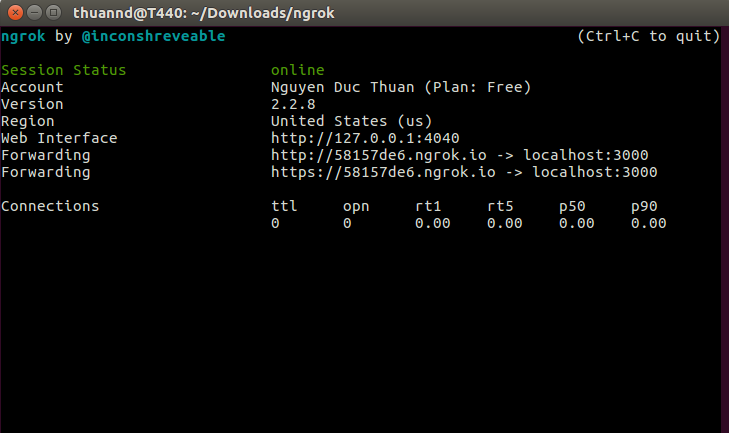 thuannd@T440: ~/Downloads/ngrok
ngrok by @inconshreveable (Ctrl+C to quit)
Session Status online
Account Nguyen Duc Thuan (Plan: Free)
Version 2.2.8
Region United States (us)
Web Interface http://127.0.0.1:4040
Forwarding http://58157de6.ngrok.io -> localhost:3000
Forwarding https://58157de6.ngrok.io -> localhost:3000
Connections ttl opn rt1 rt5 p50 p90
0 0 0.00 0.00 0.00 0.00